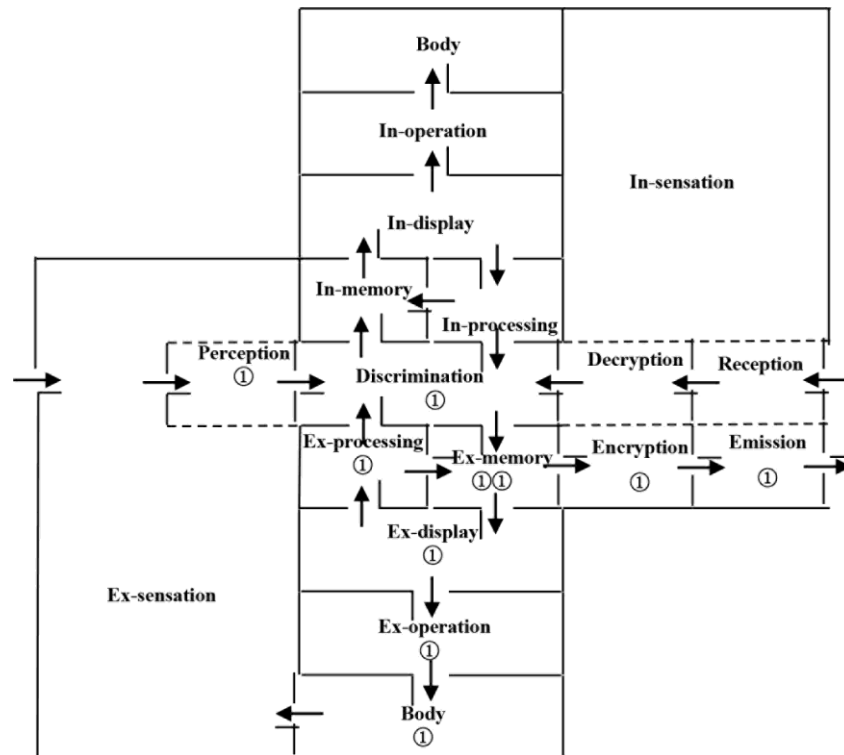 Body
In-operation
In-sensation
In-display
In-memory
In-processing
Perception
①
Discrimination
①
Decryption
Reception
Ex-processing
①
Ex-memory
①①
Encryption
①
Emission
①
Ex-display
①
Ex-sensation
Ex-operation
①
Body
①